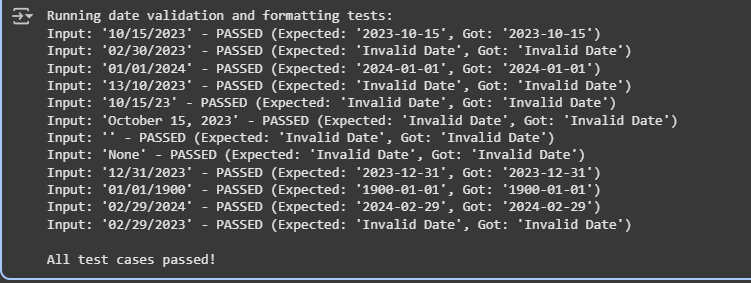 Running date validation and formatting tests:
Input: '10/15/2023' - PASSED (Expected: '2023-10-15', Got: '2023-10-15')
Input: '02/30/2023' - PASSED (Expected: 'Invalid Date', Got: 'Invalid Date')
Input: '01/01/2024' - PASSED (Expected: '2024-01-01', Got: '2024-01-01')
Input: '13/10/2023' - PASSED (Expected: 'Invalid Date', Got: 'Invalid Date')
Input: '10/15/23' - PASSED (Expected: 'Invalid Date', Got: 'Invalid Date')
Input: 'October 15, 2023' - PASSED (Expected: 'Invalid Date', Got: 'Invalid Date')
Input: '' - PASSED (Expected: 'Invalid Date', Got: 'Invalid Date')
Input: 'None' - PASSED (Expected: 'Invalid Date', Got: 'Invalid Date')
Input: '12/31/2023' - PASSED (Expected: '2023-12-31', Got: '2023-12-31')
Input: '01/01/1900' - PASSED (Expected: '1900-01-01', Got: '1900-01-01')
Input: '02/29/2024' - PASSED (Expected: '2024-02-29', Got: '2024-02-29')
Input: '02/29/2023' - PASSED (Expected: 'Invalid Date', Got: 'Invalid Date')
All test cases passed!